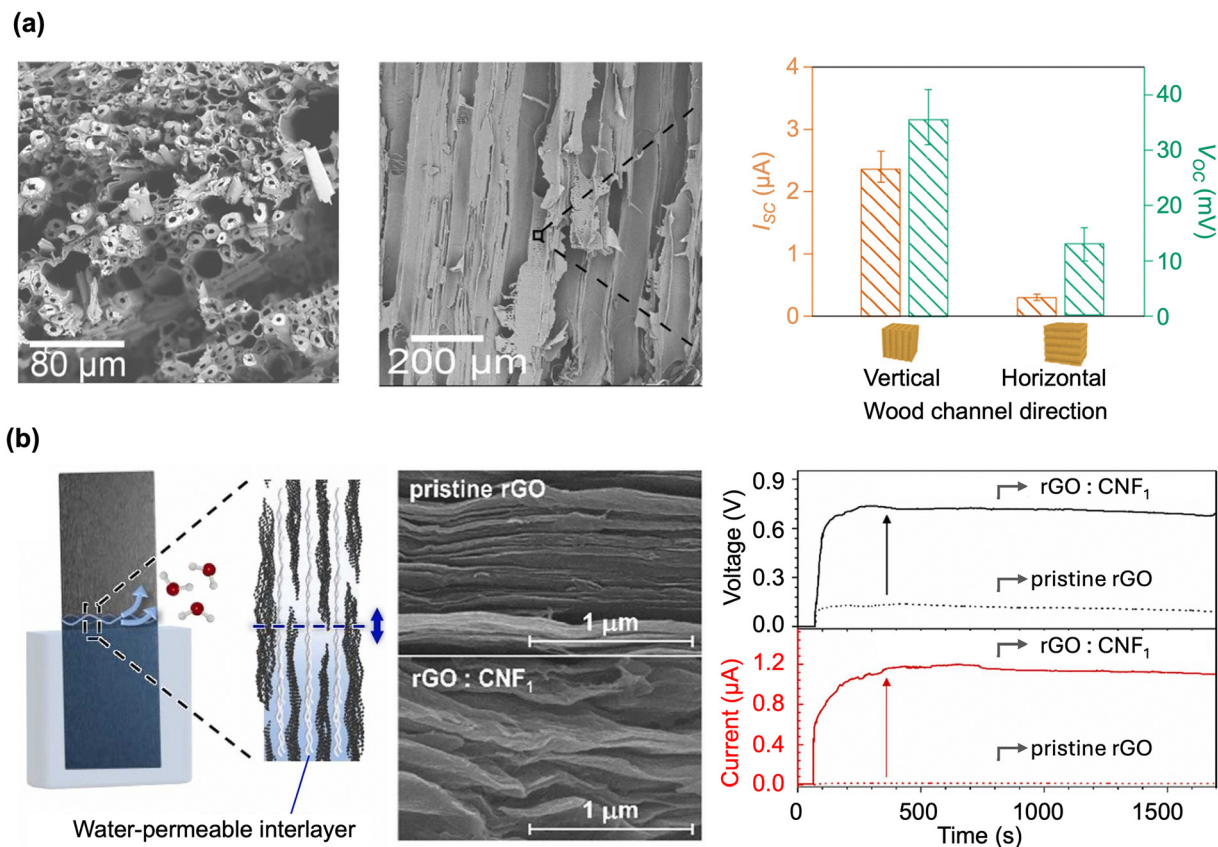 (a)
80 μm
200 μm
4
3
2
1
0
I_SC (μA)
40
30
20
10
0
V_OC (mV)
Vertical
Horizontal
Wood channel direction
(b)
Water-permeable interlayer
pristine rGO
1 μm
rGO : CNF₁
1 μm
0.9
0.6
0.3
0.0
Voltage (V)
rGO : CNF₁
pristine rGO
1.2
0.8
0.4
0.0
Current (μA)
rGO : CNF₁
pristine rGO
0
500
1000
1500
Time (s)